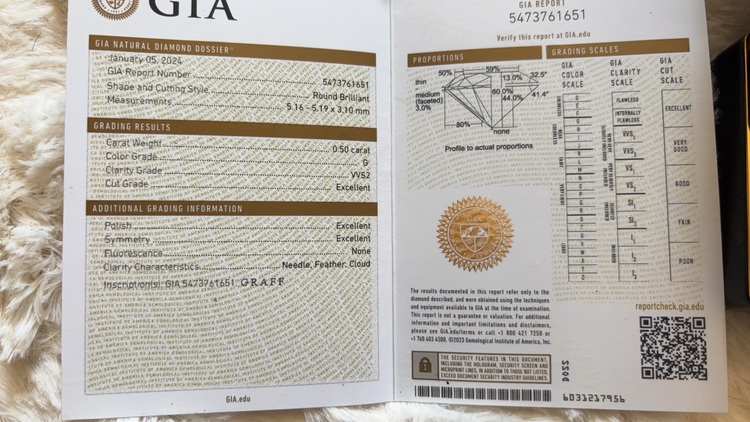 GIA
GIA NATURAL DIAMOND DOSSIER
January 05, 2024
GIA Report Number 5473761651
Shape and Cutting Style Round Brilliant
Measurements 5.16 - 5.19 x 3.10 mm
GRADING RESULTS
Carat Weight 0.50 carat
Color Grade G
Clarity Grade VVS2
Cut Grade Excellent
ADDITIONAL GRADING INFORMATION
Polish Excellent
Symmetry Excellent
Fluorescence None
Clarity Characteristics Needle, Feather, Cloud
Inscription(s): GIA 5473761651 GRAFF
GIA.edu
GIA REPORT
5473761651
Verify this report at GIA.edu
PROPORTIONS
50%
59%
13.0%
32.5°
thin
medium
(faceted)
3.0%
60.0%
44.0%
41.4°
80%
none
Profile to actual proportions
The results documented in this report refer only to the
diamond described, and were obtained using the techniques
and equipment available to GIA at the time of examination.
This report is not a guarantee or valuation. For additional
information and important limitations and disclaimers,
please see GIA.edu/terms or call +1 800 421 7250 or
+1 760 603 4500. ©2023 Gemological Institute of America, Inc.
THE SECURITY FEATURES IN THIS DOCUMENT,
INCLUDING THE HOLOGRAM, SECURITY SCREEN AND
MICROPRINT LINES, IN ADDITION TO THOSE NOT LISTED,
EXCEED DOCUMENT SECURITY INDUSTRY GUIDELINES.
GRADING SCALES
GIA
COLOR
SCALE
GIA
CLARITY
SCALE
FLAWLESS
INTERNALLY
FLAWLESS
VVS1
VVS2
VS1
VS2
SI1
SI2
I1
I2
I3
GIA
CUT
SCALE
EXCELLENT
VERY
GOOD
GOOD
FAIR
POOR
reportcheck.gia.edu
6031217956